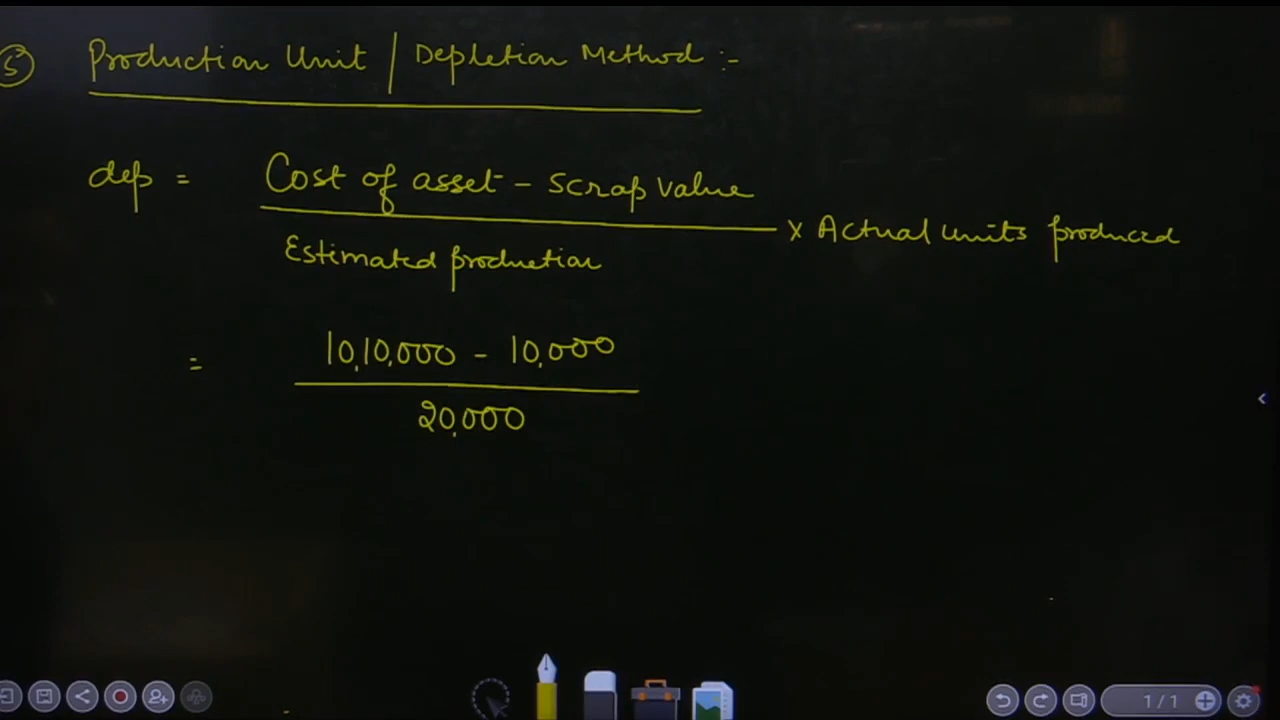 5 Production Unit / Depletion Method :-
dep = Cost of asset - scrap value
Estimated production
x Actual units produced
= 10,10,000 - 10,000
20,000
1/1